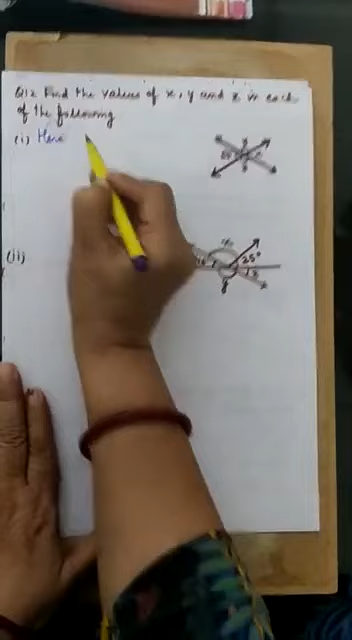 Q12 Find the values of x, y and z in each
of the following
(i) Here
(ii)
x
25°
y
z